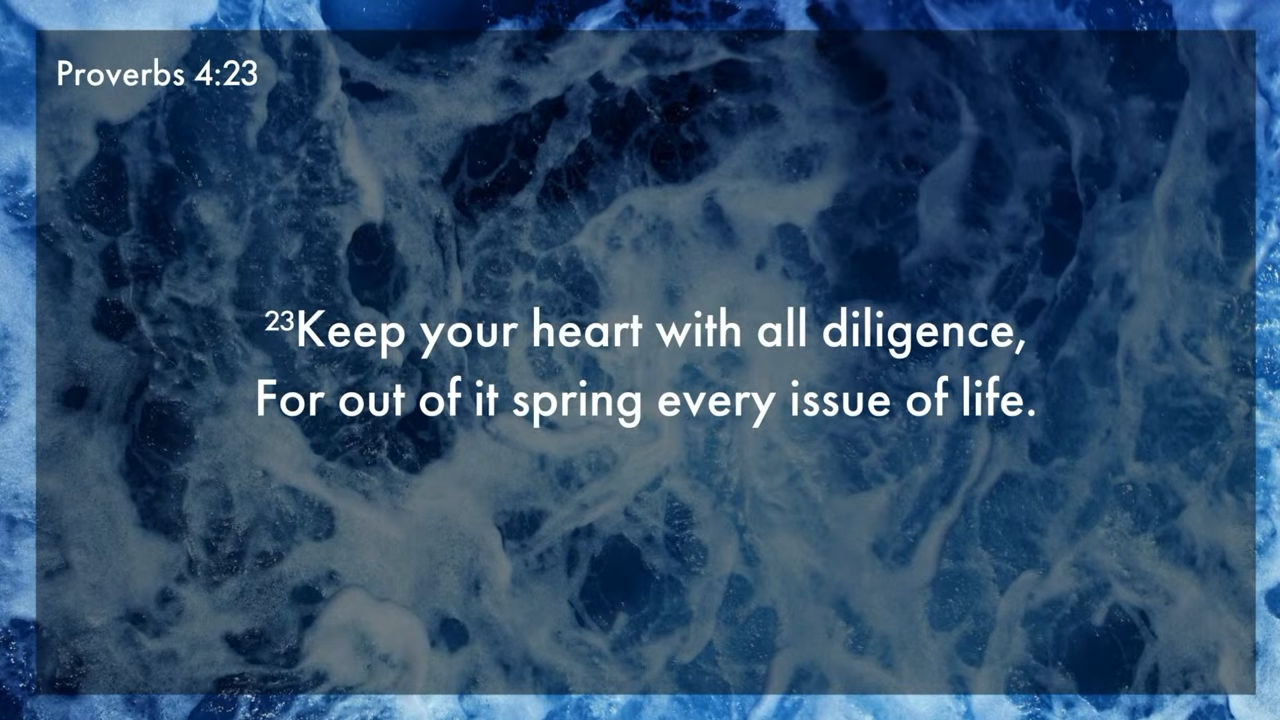 Proverbs 4:23
²³Keep your heart with all diligence,
For out of it spring every issue of life.